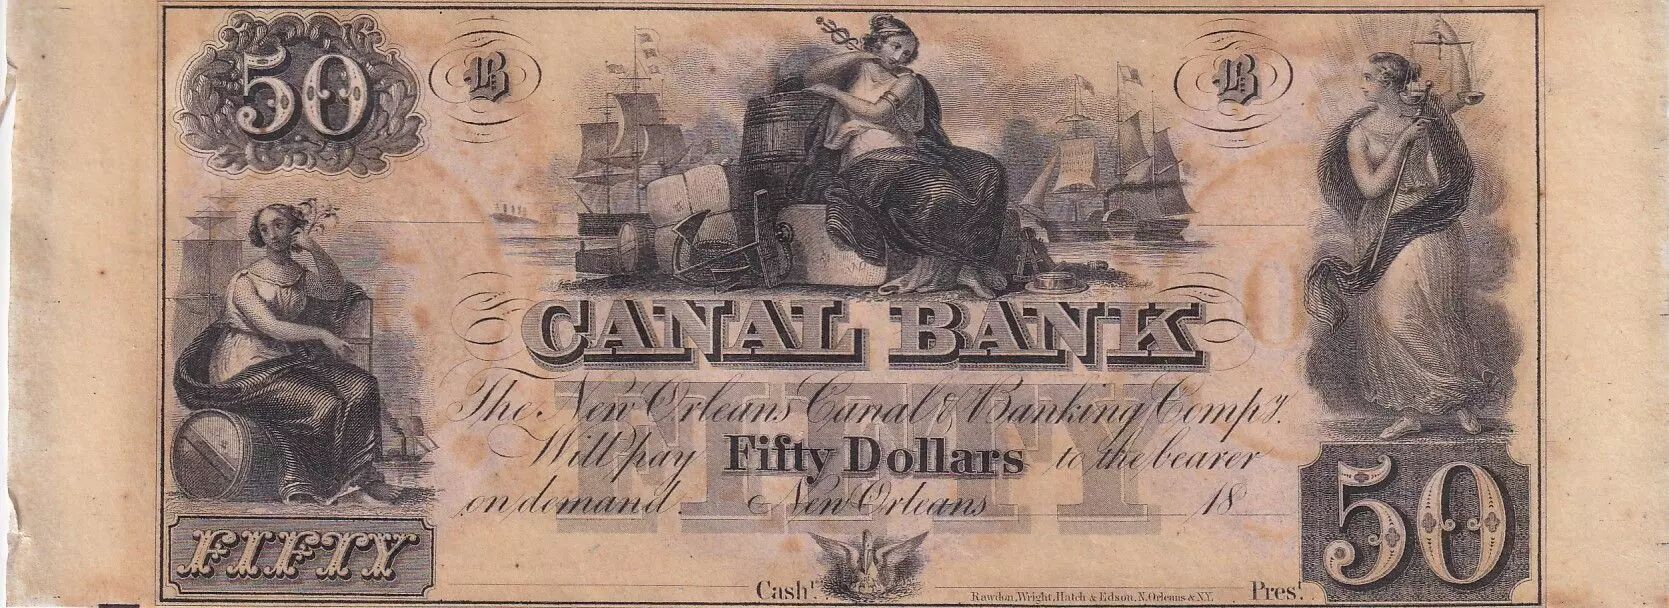 50
B
B
CANAL BANK
FIFTY
The New Orleans Canal & Banking Compy.
Will pay Fifty Dollars to the bearer
on demand. New Orleans 18
FIFTY
50
Cashr.
Rawdon, Wright, Hatch & Edson, N. Orleans & N.Y.
Prest.